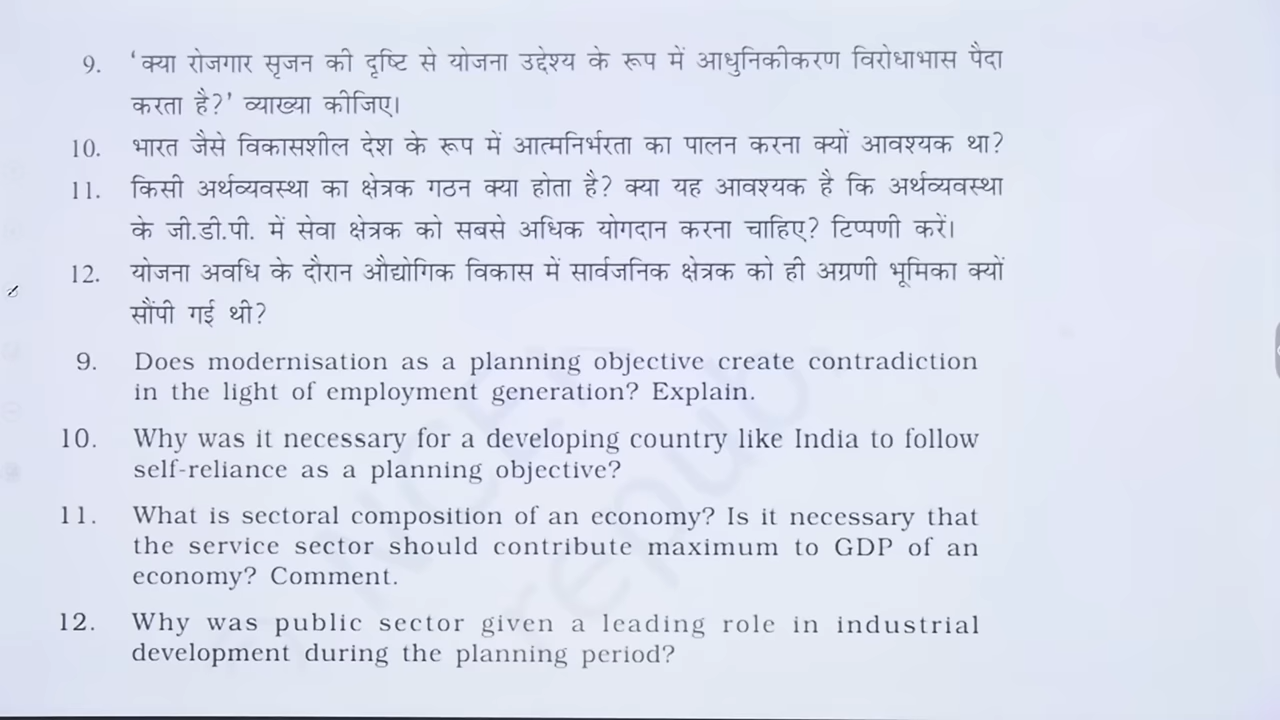 9. 'क्या रोजगार सृजन की दृष्टि से योजना उद्देश्य के रूप में आधुनिकीकरण विरोधाभास पैदा
करता है?' व्याख्या कीजिए।
10. भारत जैसे विकासशील देश के रूप में आत्मनिर्भरता का पालन करना क्यों आवश्यक था?
11. किसी अर्थव्यवस्था का क्षेत्रक गठन क्या होता है? क्या यह आवश्यक है कि अर्थव्यवस्था
के जी.डी.पी. में सेवा क्षेत्रक को सबसे अधिक योगदान करना चाहिए? टिप्पणी करें।
12. योजना अवधि के दौरान औद्योगिक विकास में सार्वजनिक क्षेत्रक को ही अग्रणी भूमिका क्यों
सौंपी गई थी?
9. Does modernisation as a planning objective create contradiction
in the light of employment generation? Explain.
10. Why was it necessary for a developing country like India to follow
self-reliance as a planning objective?
11. What is sectoral composition of an economy? Is it necessary that
the service sector should contribute maximum to GDP of an
economy? Comment.
12. Why was public sector given a leading role in industrial
development during the planning period?